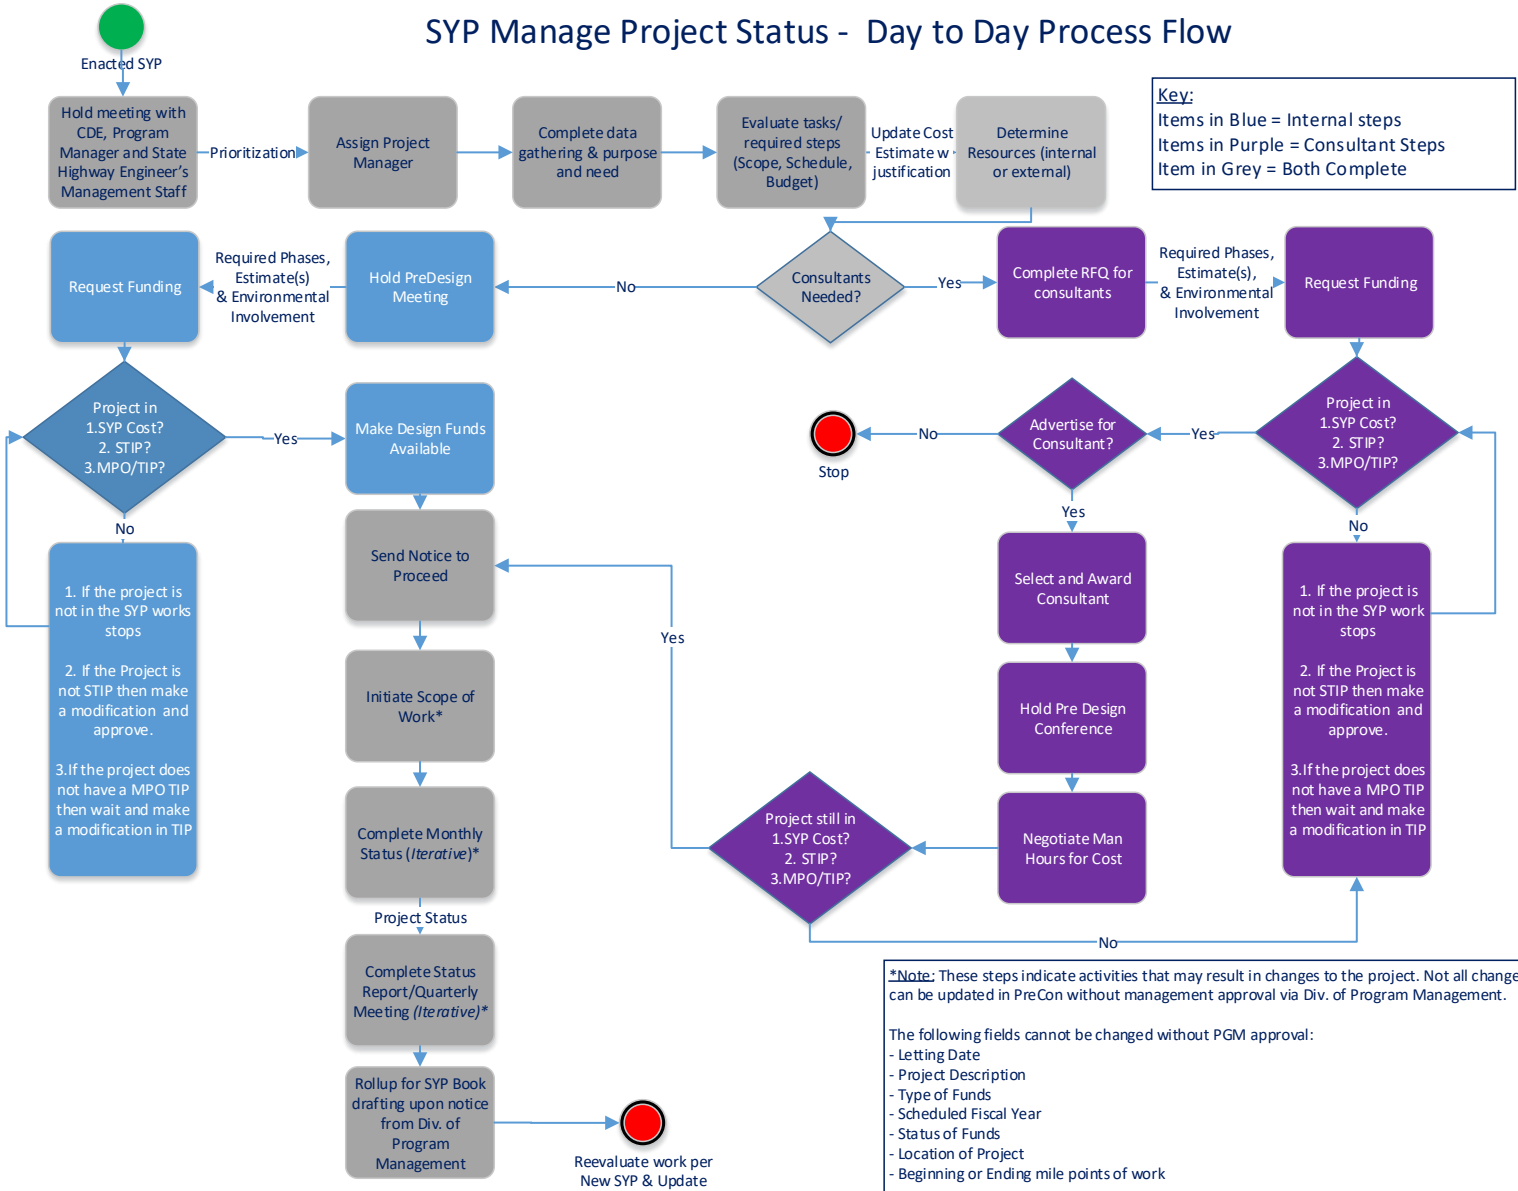 SYP Manage Project Status - Day to Day Process Flow
Enacted SYP
Hold meeting with
CDE, Program
Manager and State
Highway Engineer's
Management Staff
Prioritization
Assign Project
Manager
Complete data
gathering & purpose
and need
Evaluate tasks/
required steps
(Scope, Schedule,
Budget)
Update Cost
Estimate w
justification
Determine
Resources (internal
or external)
Key:
Items in Blue = Internal steps
Items in Purple = Consultant Steps
Item in Grey = Both Complete
Request Funding
Required Phases,
Estimate(s)
& Environmental
Involvement
Hold PreDesign
Meeting
No
Consultants
Needed?
Yes
Complete RFQ for
consultants
Required Phases,
Estimate(s),
& Environmental
Involvement
Request Funding
Project in
1.SYP Cost?
2. STIP?
3.MPO/TIP?
Yes
Make Design Funds
Available
Stop
No
Advertise for
Consultant?
Yes
Project in
1.SYP Cost?
2. STIP?
3.MPO/TIP?
No
1. If the project is
not in the SYP works
stops
2. If the Project is
not STIP then make
a modification and
approve.
3.If the project does
not have a MPO TIP
then wait and make
a modification in TIP
Send Notice to
Proceed
Yes
Yes
Select and Award
Consultant
No
1. If the project is
not in the SYP work
stops
2. If the Project is
not STIP then make
a modification and
approve.
3.If the project does
not have a MPO TIP
then wait and make
a modification in TIP
Initiate Scope of
Work*
Hold Pre Design
Conference
Complete Monthly
Status (Iterative)*
Project still in
1.SYP Cost?
2. STIP?
3.MPO/TIP?
Negotiate Man
Hours for Cost
Project Status
No
Complete Status
Report/Quarterly
Meeting (Iterative)*
Rollup for SYP Book
drafting upon notice
from Div. of
Program
Management
Reevaluate work per
New SYP & Update
*Note: These steps indicate activities that may result in changes to the project. Not all change
can be updated in PreCon without management approval via Div. of Program Management.
The following fields cannot be changed without PGM approval:
- Letting Date
- Project Description
- Type of Funds
- Scheduled Fiscal Year
- Status of Funds
- Location of Project
- Beginning or Ending mile points of work